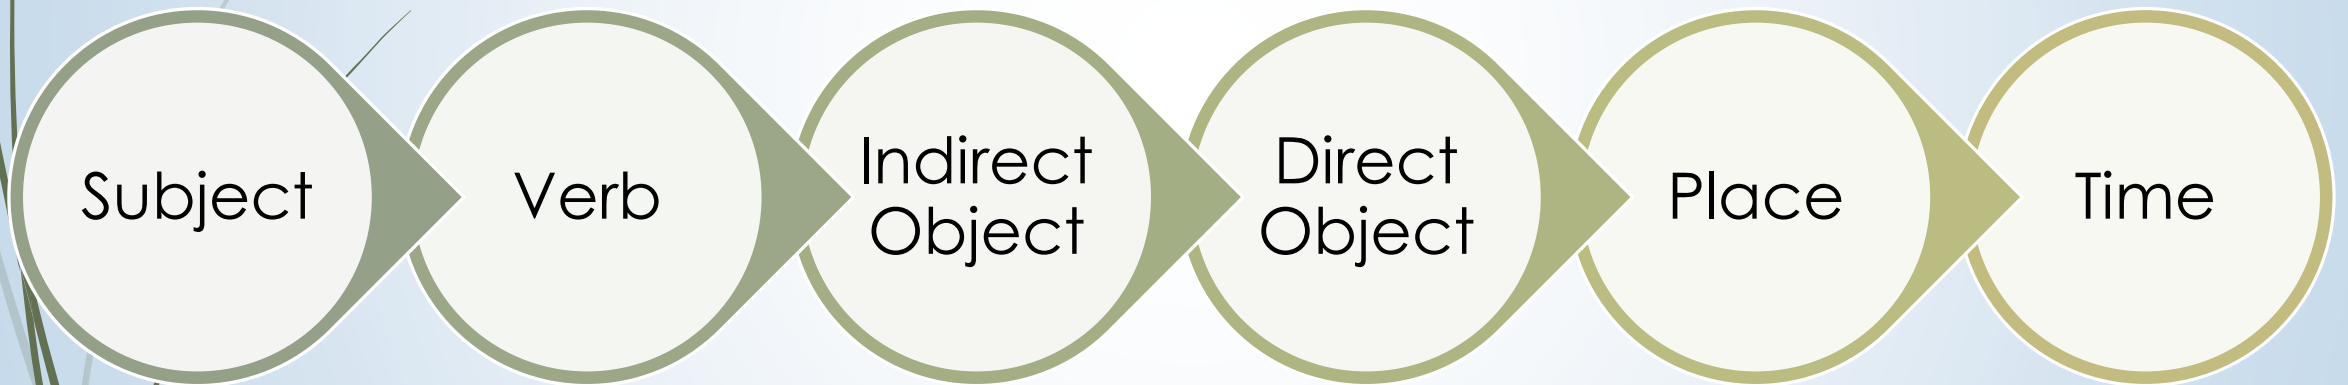 Subject
Verb
Indirect
Object
Direct
Object
Place
Time